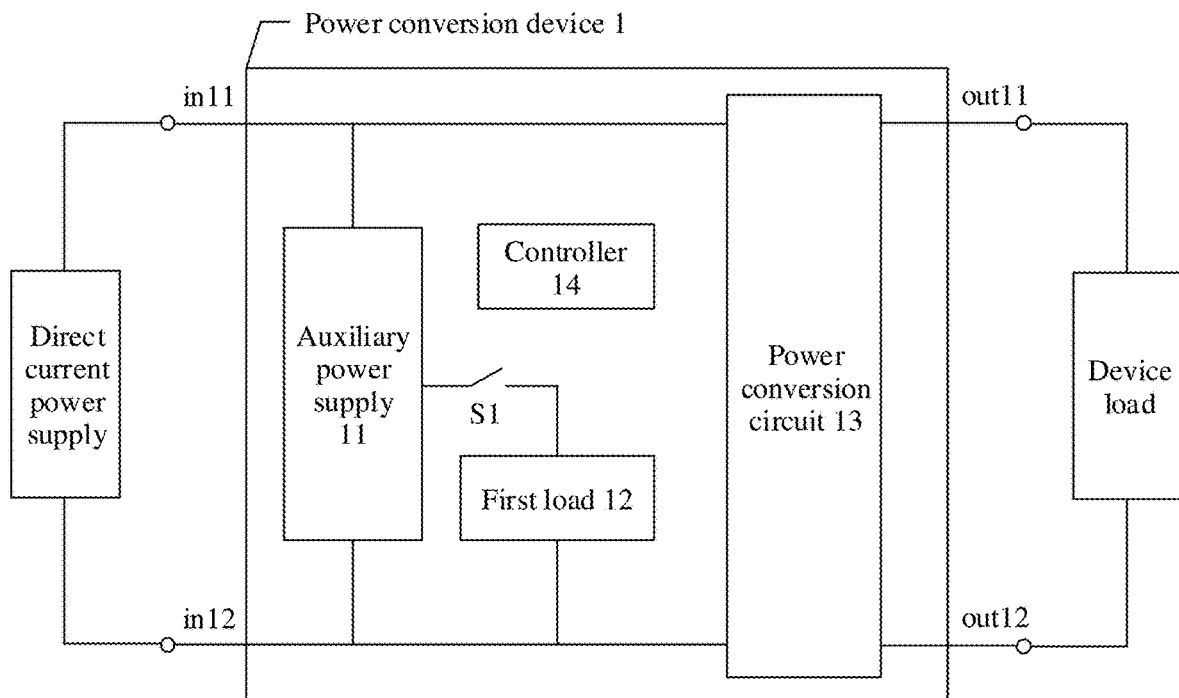 Power conversion device 1
in11
out11
Controller
14
Direct
current
power
supply
Auxiliary
power
supply
11
S1
First load 12
Power
conversion
circuit 13
Device
load
in12
out12